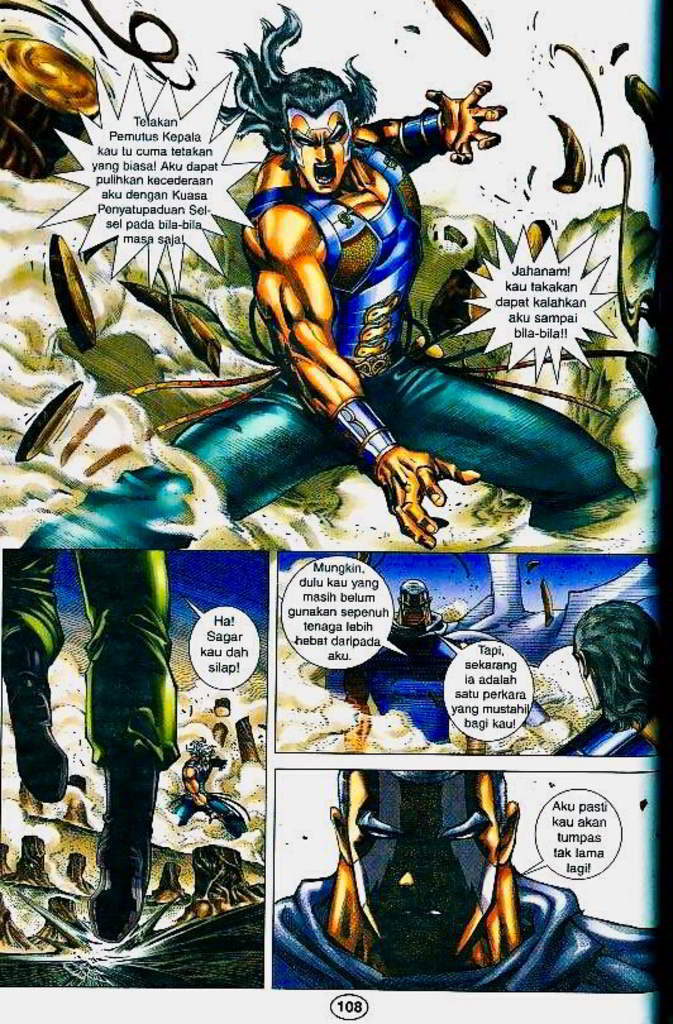 Tetakan
Pemutus Kepala
kau tu cuma tetakan
yang biasa! Aku dapat
pulihkan kecederaan
aku dengan Kuasa
Penyatupaduan Sel-
sel pada bila-bila
masa saja!
Jahanam!
kau takakan
dapat kalahkan
aku sampai
bila-bila!!
Ha!
Sagar
kau dah
silap!
Mungkin,
dulu kau yang
masih belum
gunakan sepenuh
tenaga lebih
hebat daripada
aku.
Tapi,
sekarang
ia adalah
satu perkara
yang mustahil
bagi kau!
Aku pasti
kau akan
tumpas
tak lama
lagi!
108